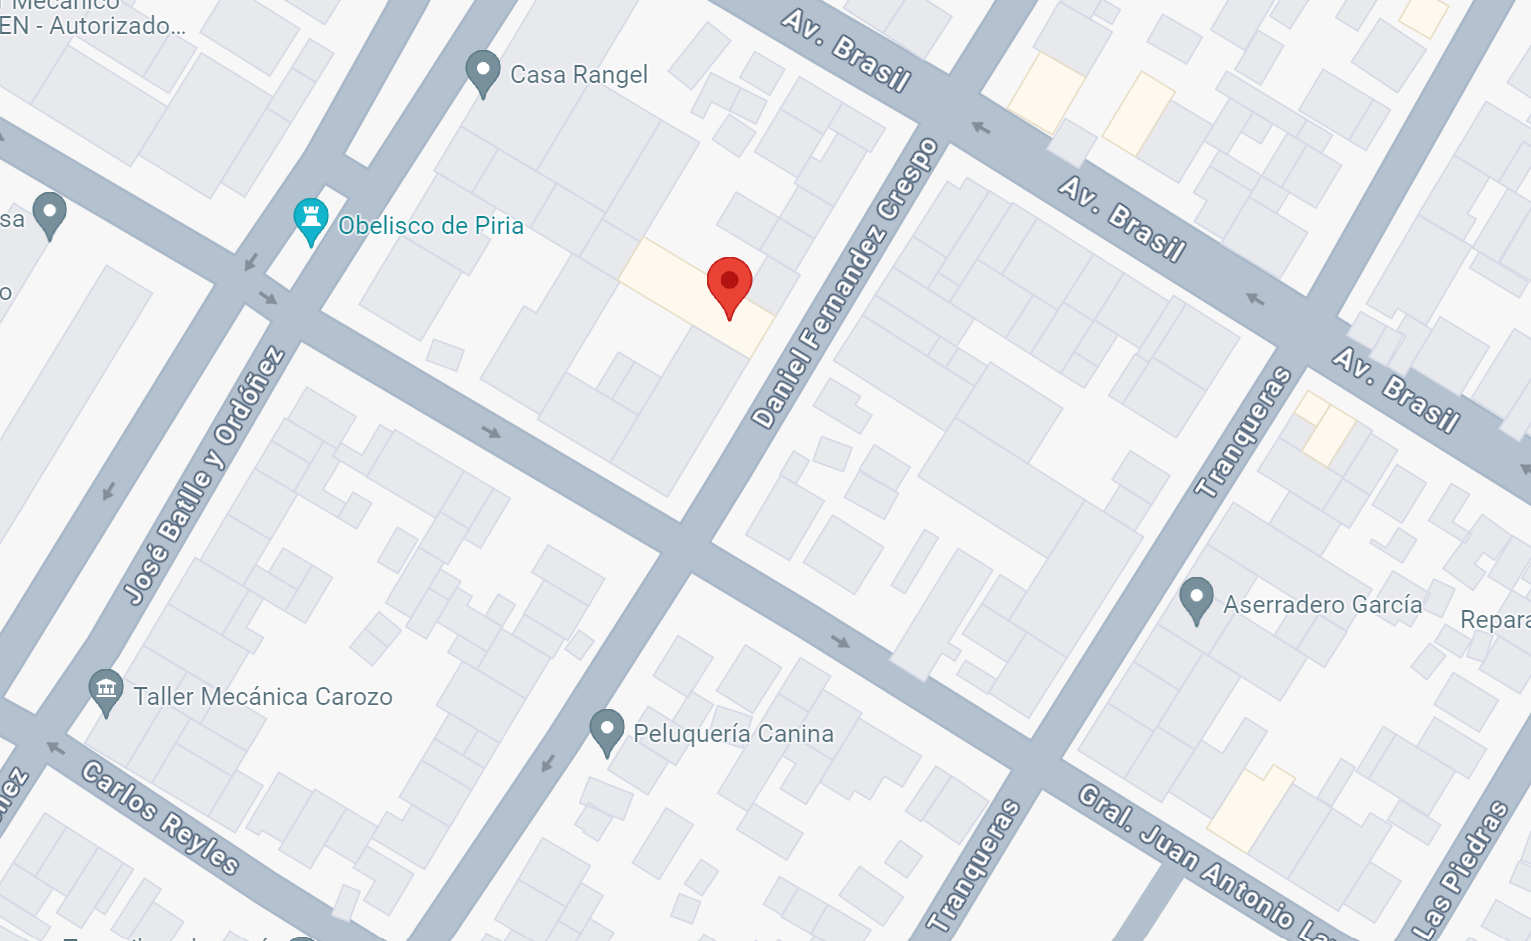 Mecánico
EN - Autorizado...
Av. Brasil
Casa Rangel
Av. Brasil
sa
Obelisco de Piria
Daniel Fernandez Crespo
o
José Batlle y Ordóñez
Av. Brasil
Tranqueras
Aserradero García
Repara
Taller Mecánica Carozo
Peluquería Canina
Carlos Reyles
ñez
Tranqueras
Gral. Juan Antonio La
Las Piedras